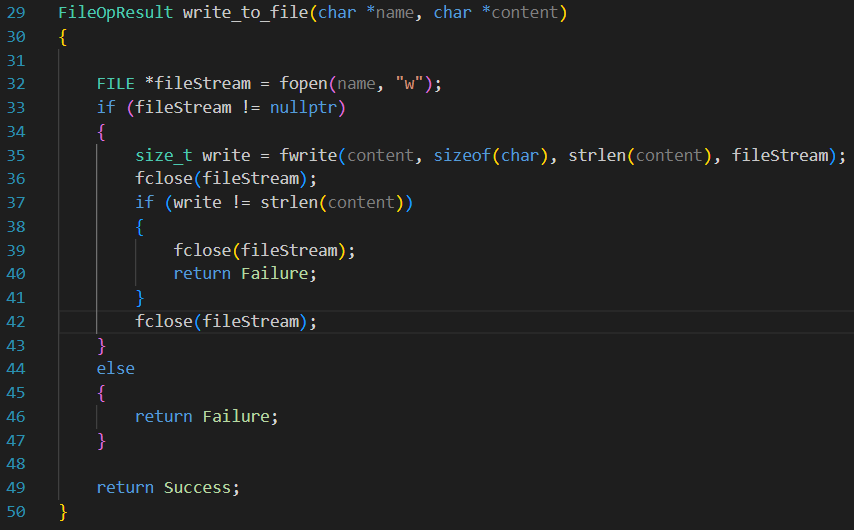 29 FileOpResult write_to_file(char *name, char *content)
30 {
31
32 FILE *fileStream = fopen(name, "w");
33 if (fileStream != nullptr)
34 {
35 size_t write = fwrite(content, sizeof(char), strlen(content), fileStream);
36 fclose(fileStream);
37 if (write != strlen(content))
38 {
39 fclose(fileStream);
40 return Failure;
41 }
42 fclose(fileStream);
43 }
44 else
45 {
46 return Failure;
47 }
48
49 return Success;
50 }